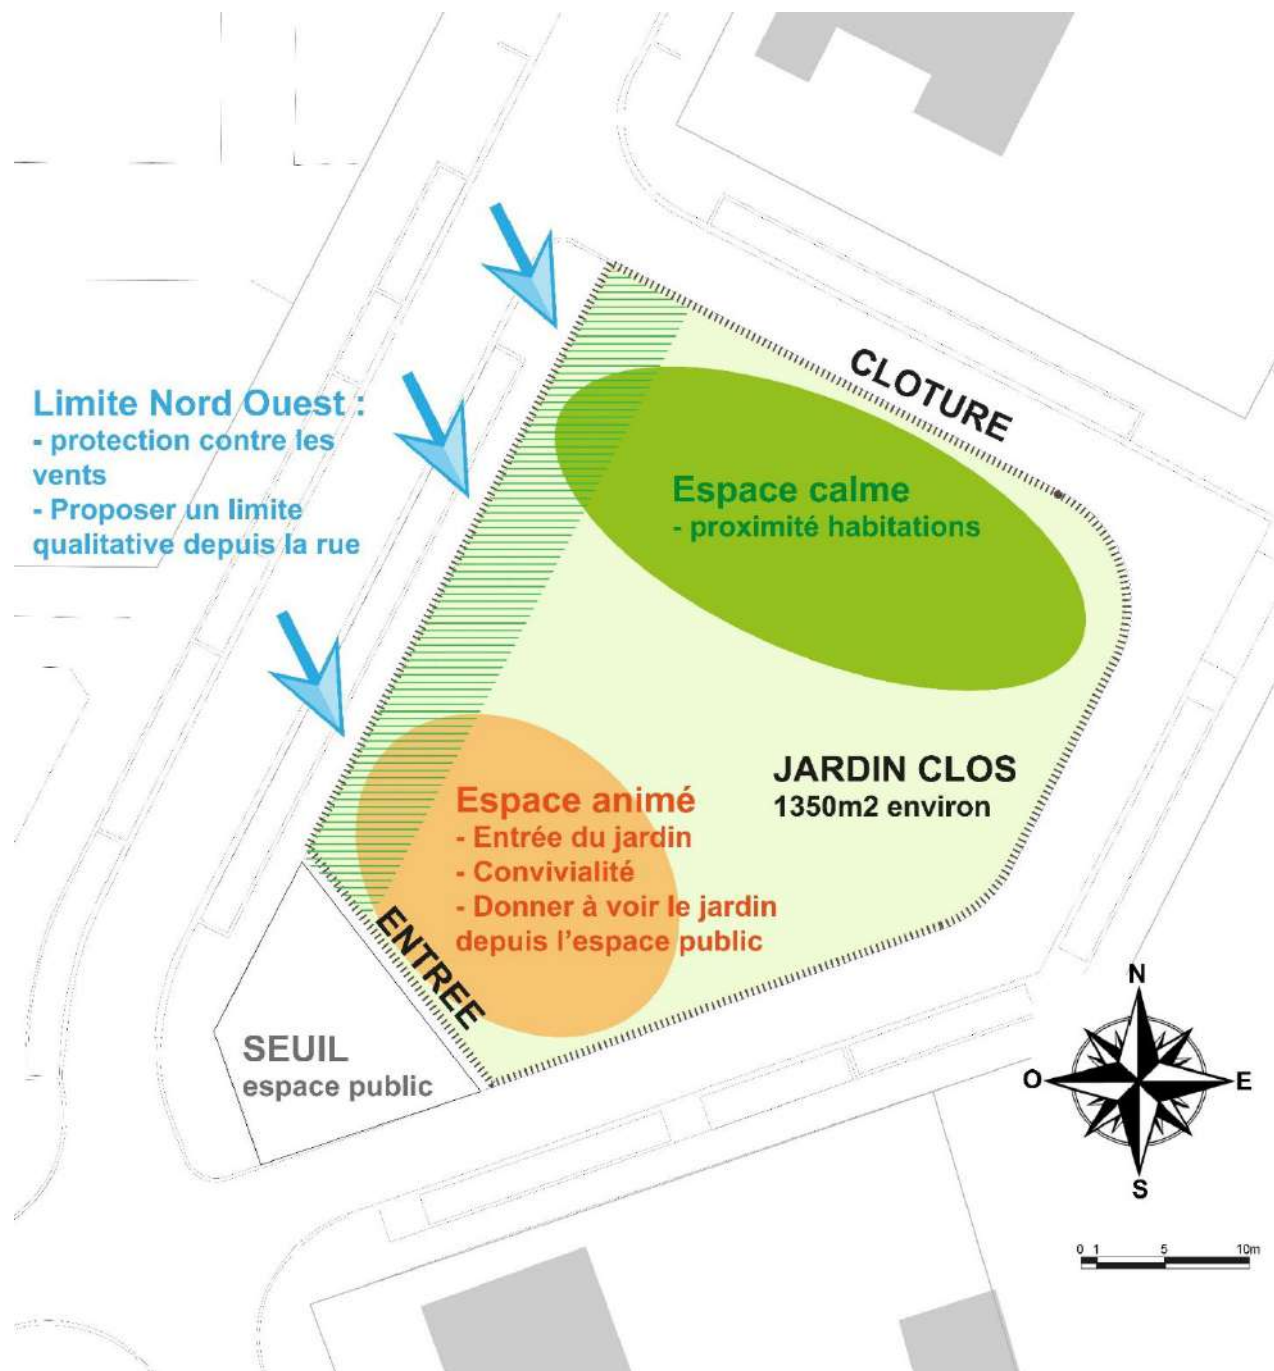 Limite Nord Ouest :
- protection contre les
vents
- Proposer un limite
qualitative depuis la rue
CLOTURE
Espace calme
- proximité habitations
JARDIN CLOS
1350m2 environ
Espace animé
- Entrée du jardin
- Convivialité
- Donner à voir le jardin
depuis l'espace public
ENTREE
SEUIL
espace public
N
O
E
S
0 1 5 10m